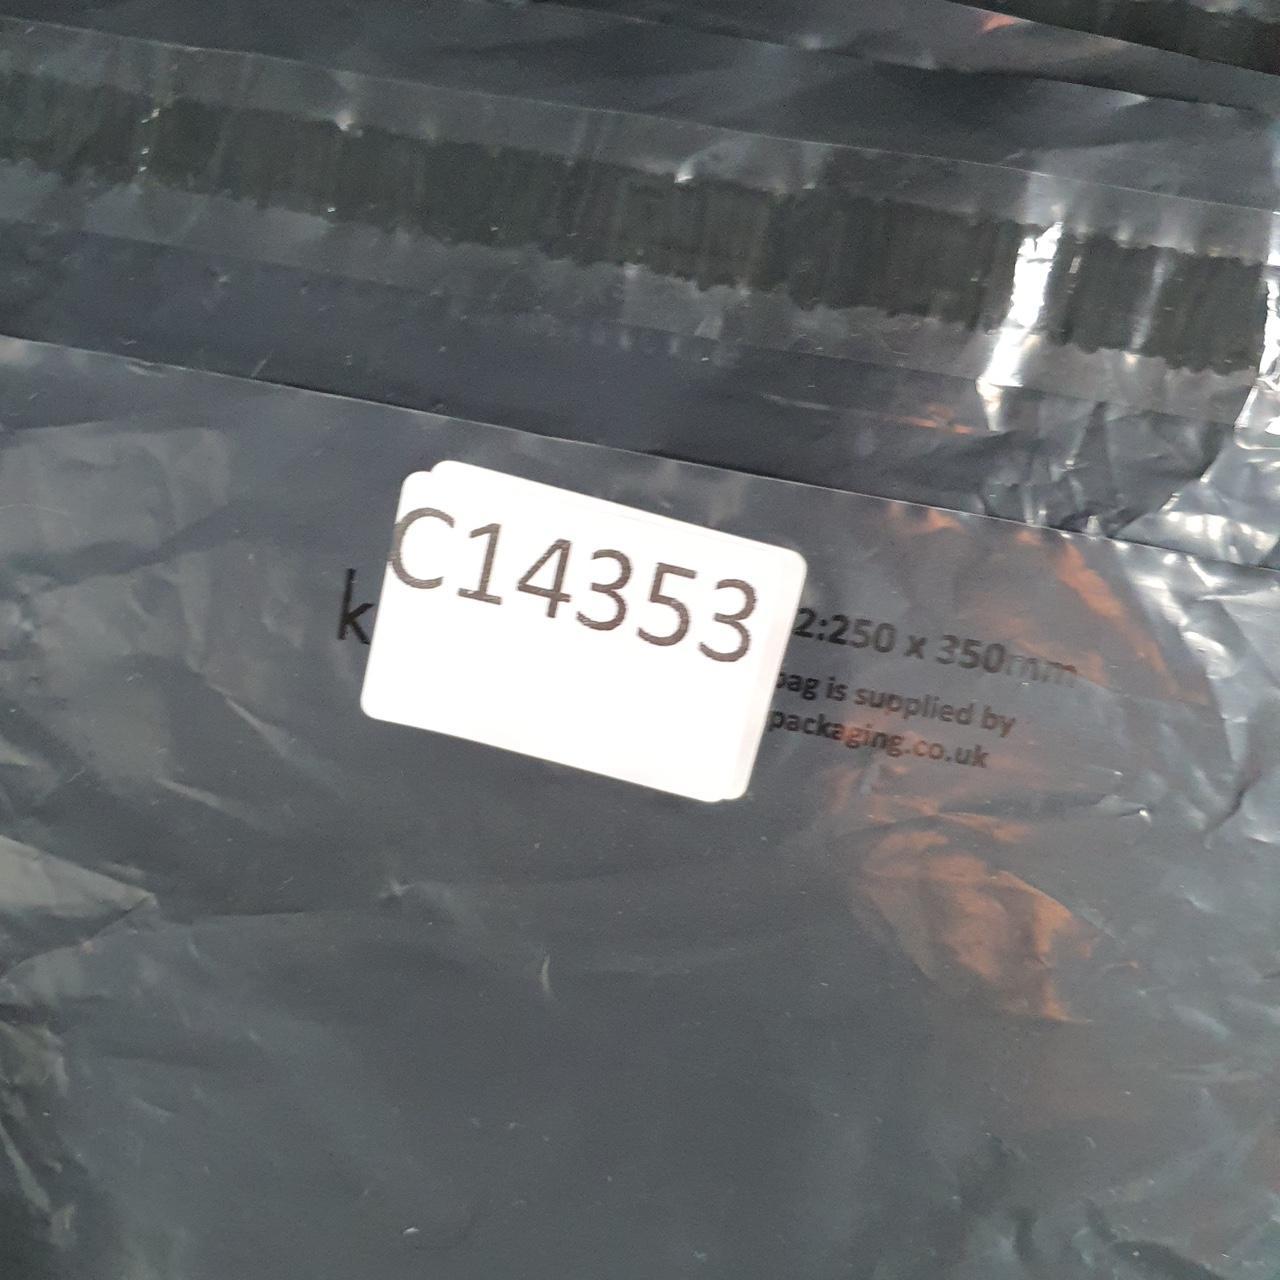 C14353
k
2:250 x 350mm
bag is supplied by
packaging.co.uk